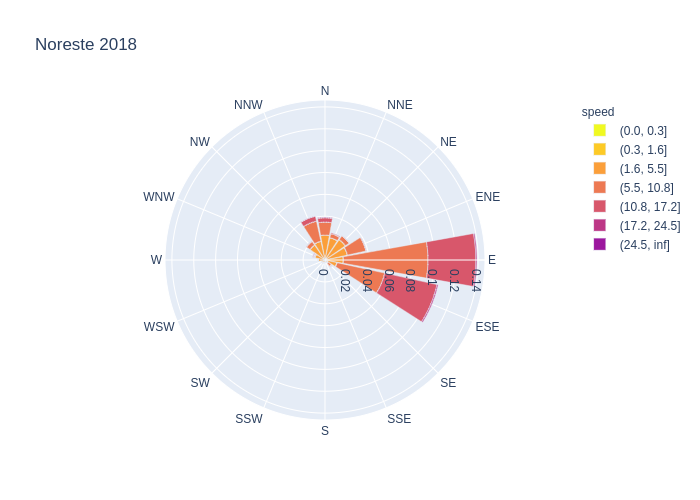 Noreste 2018
N
NNE
NE
ENE
E
ESE
SE
SSE
S
SSW
SW
WSW
W
WNW
NW
NNW
0
0.02
0.04
0.06
0.08
0.1
0.12
0.14
speed
(0.0, 0.3]
(0.3, 1.6]
(1.6, 5.5]
(5.5, 10.8]
(10.8, 17.2]
(17.2, 24.5]
(24.5, inf]